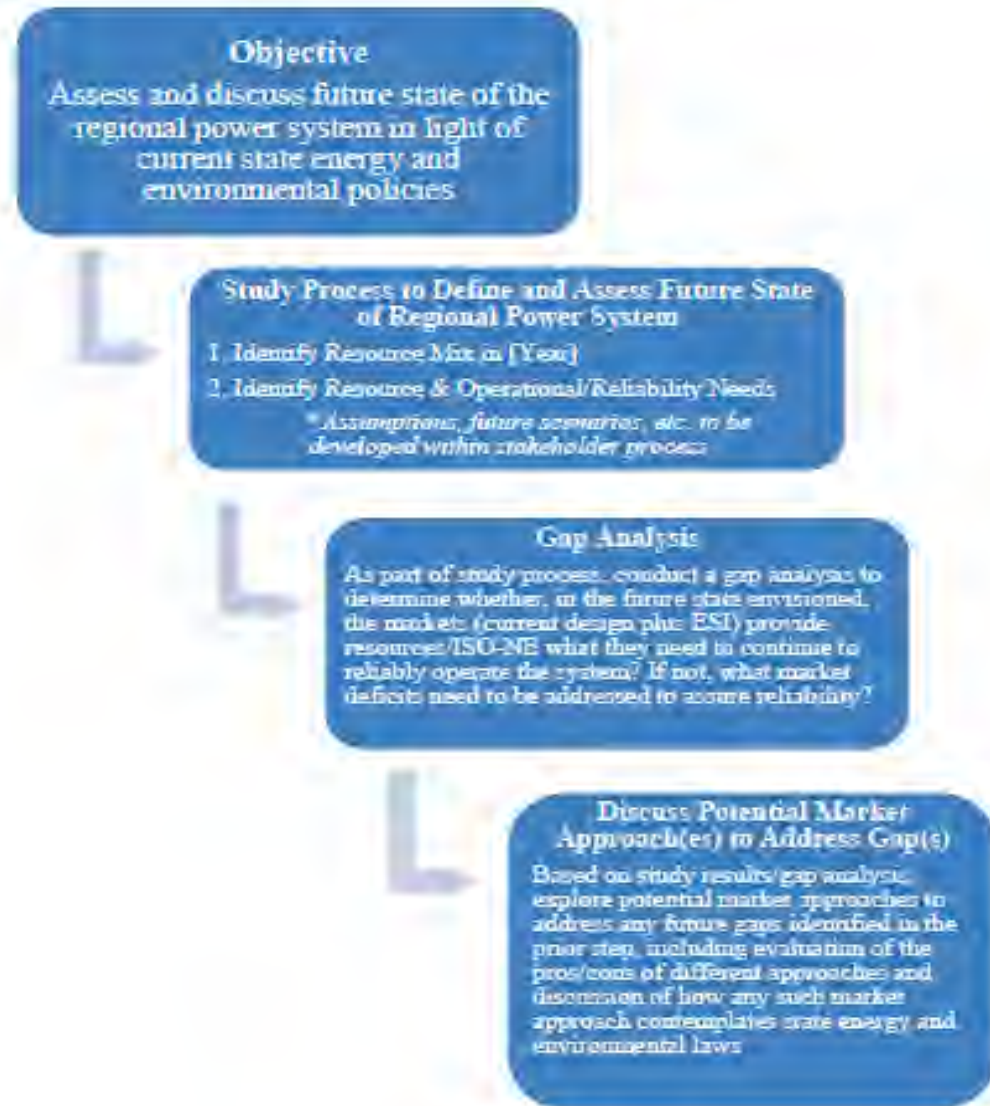 Objective
Assess and discuss future state of the
regional power system in light of
current state energy and
environmental policies
Study Process to Define and Assess Future State
of Regional Power System
1. Identify Resource Mix in [Year]
2. Identify Resource & Operational/Reliability Needs
*Assumptions, future scenarios, etc. to be
developed within stakeholder process
Gap Analysis
As part of study process, conduct a gap analysis to
determine whether, in the future state envisioned,
the markets (current design plus ESI) provide
resources/ISO-NE what they need to continue to
reliably operate the system? If not, what market
deficits need to be addressed to assure reliability?
Discuss Potential Market
Approach(es) to Address Gap(s)
Based on study results/gap analysis,
explore potential market approaches to
address any future gaps identified in the
prior step, including evaluation of the
pros/cons of different approaches and
discussion of how any such market
approach contemplates state energy and
environmental laws